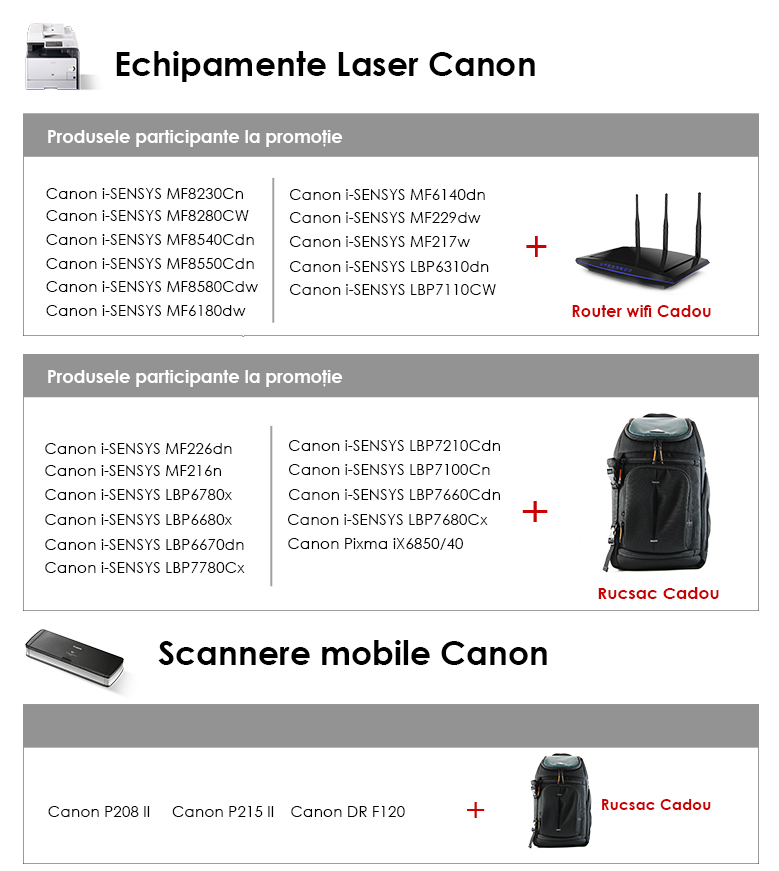 Echipamente Laser Canon
Produsele participante la promoție
Canon i-SENSYS MF8230Cn
Canon i-SENSYS MF8280CW
Canon i-SENSYS MF8540Cdn
Canon i-SENSYS MF8550Cdn
Canon i-SENSYS MF8580Cdw
Canon i-SENSYS MF6180dw
Canon i-SENSYS MF6140dn
Canon i-SENSYS MF229dw
Canon i-SENSYS MF217w
Canon i-SENSYS LBP6310dn
Canon i-SENSYS LBP7110CW
+
Router wifi Cadou
Produsele participante la promoție
Canon i-SENSYS MF226dn
Canon i-SENSYS MF216n
Canon i-SENSYS LBP6780x
Canon i-SENSYS LBP6680x
Canon i-SENSYS LBP6670dn
Canon i-SENSYS LBP7780Cx
Canon i-SENSYS LBP7210Cdn
Canon i-SENSYS LBP7100Cn
Canon i-SENSYS LBP7660Cdn
Canon i-SENSYS LBP7680Cx
Canon Pixma iX6850/40
+
Rucsac Cadou
Scannere mobile Canon
Canon P208 II Canon P215 II Canon DR F120
+
Rucsac Cadou